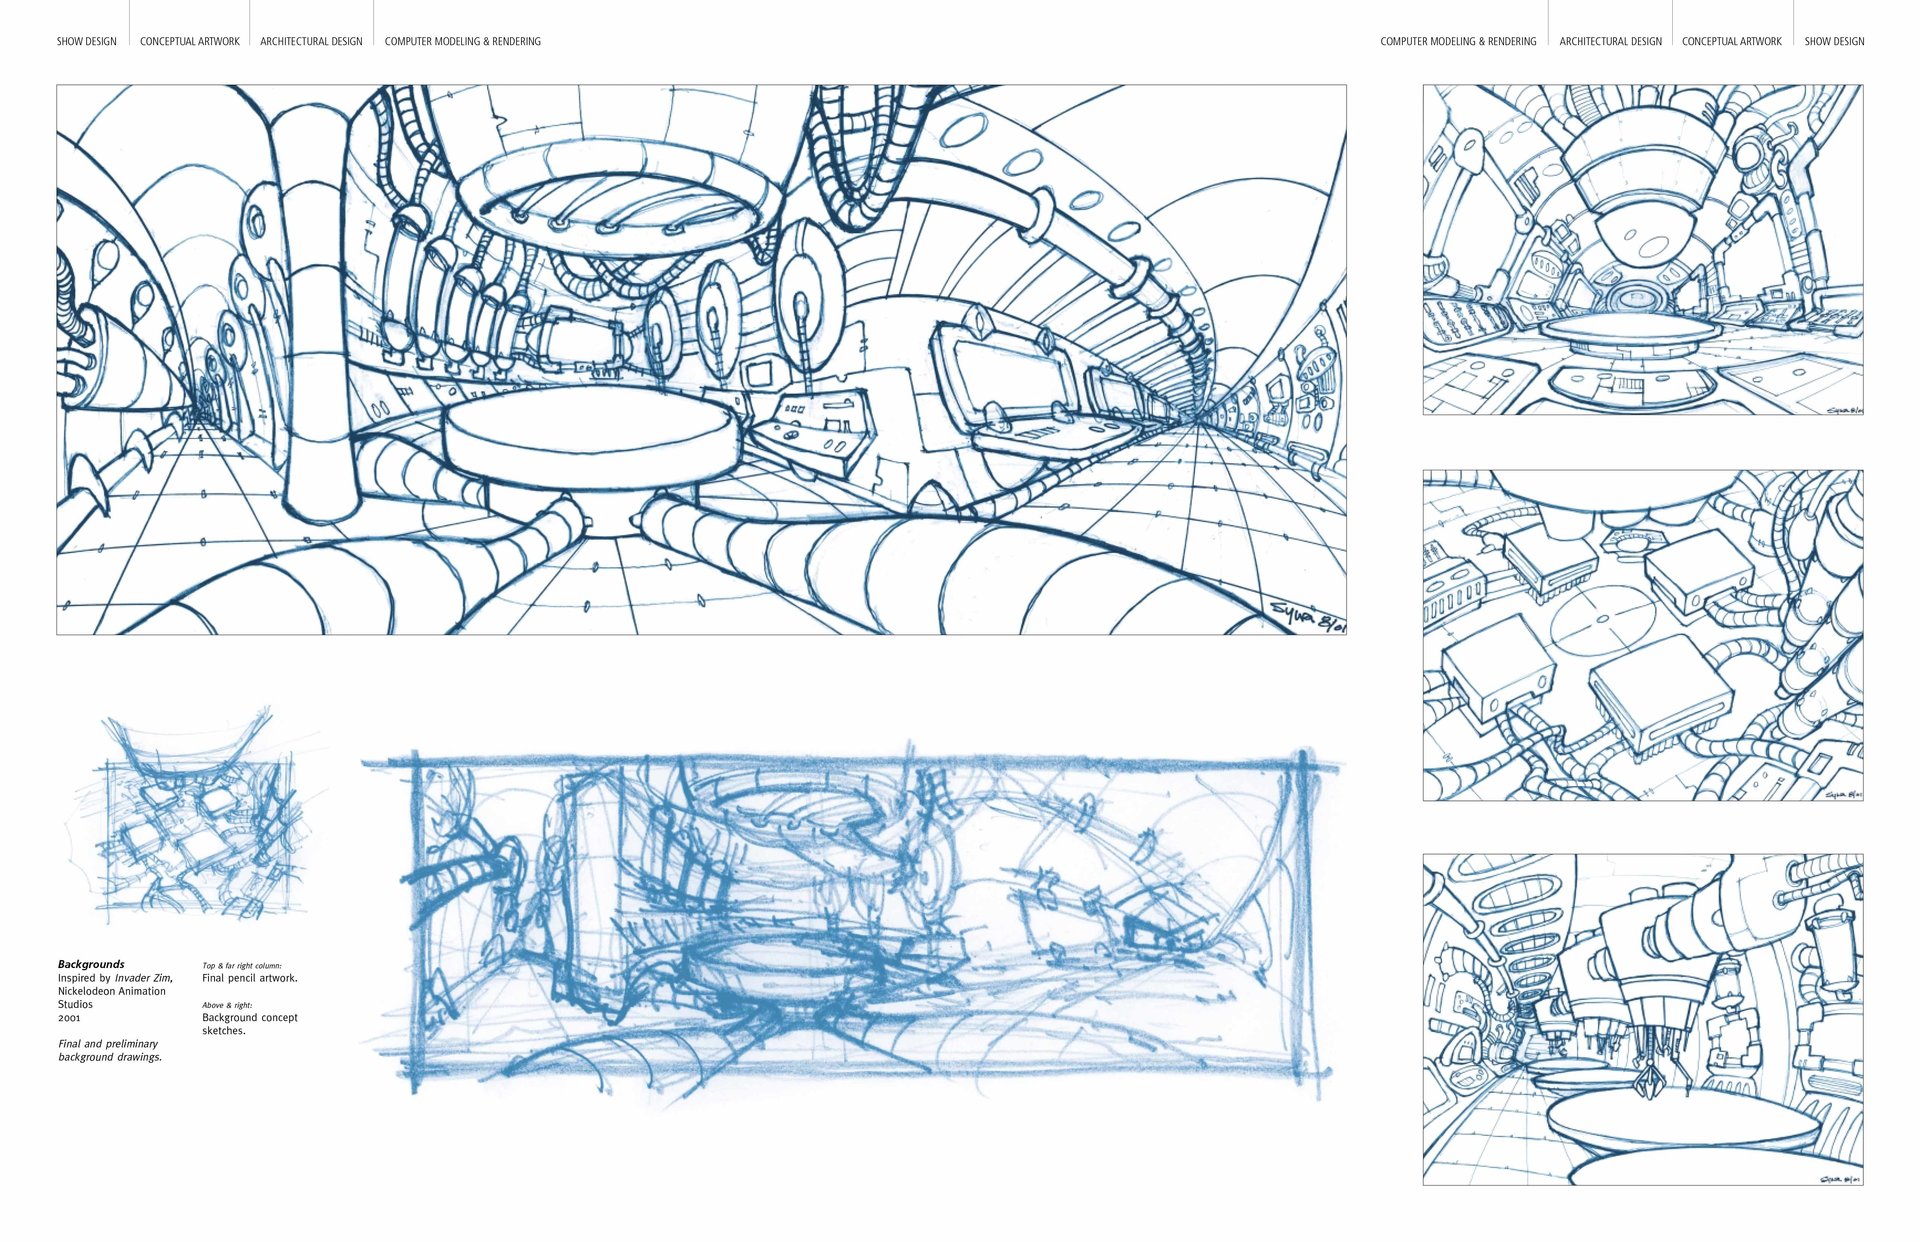 SHOW DESIGN
CONCEPTUAL ARTWORK
ARCHITECTURAL DESIGN
COMPUTER MODELING & RENDERING
COMPUTER MODELING & RENDERING
ARCHITECTURAL DESIGN
CONCEPTUAL ARTWORK
SHOW DESIGN
8/01
Backgrounds
Inspired by Invader Zim,
Nickelodeon Animation
Studios
2001
Final and preliminary
background drawings.
Top & far right column:
Final pencil artwork.
Above & right:
Background concept
sketches.